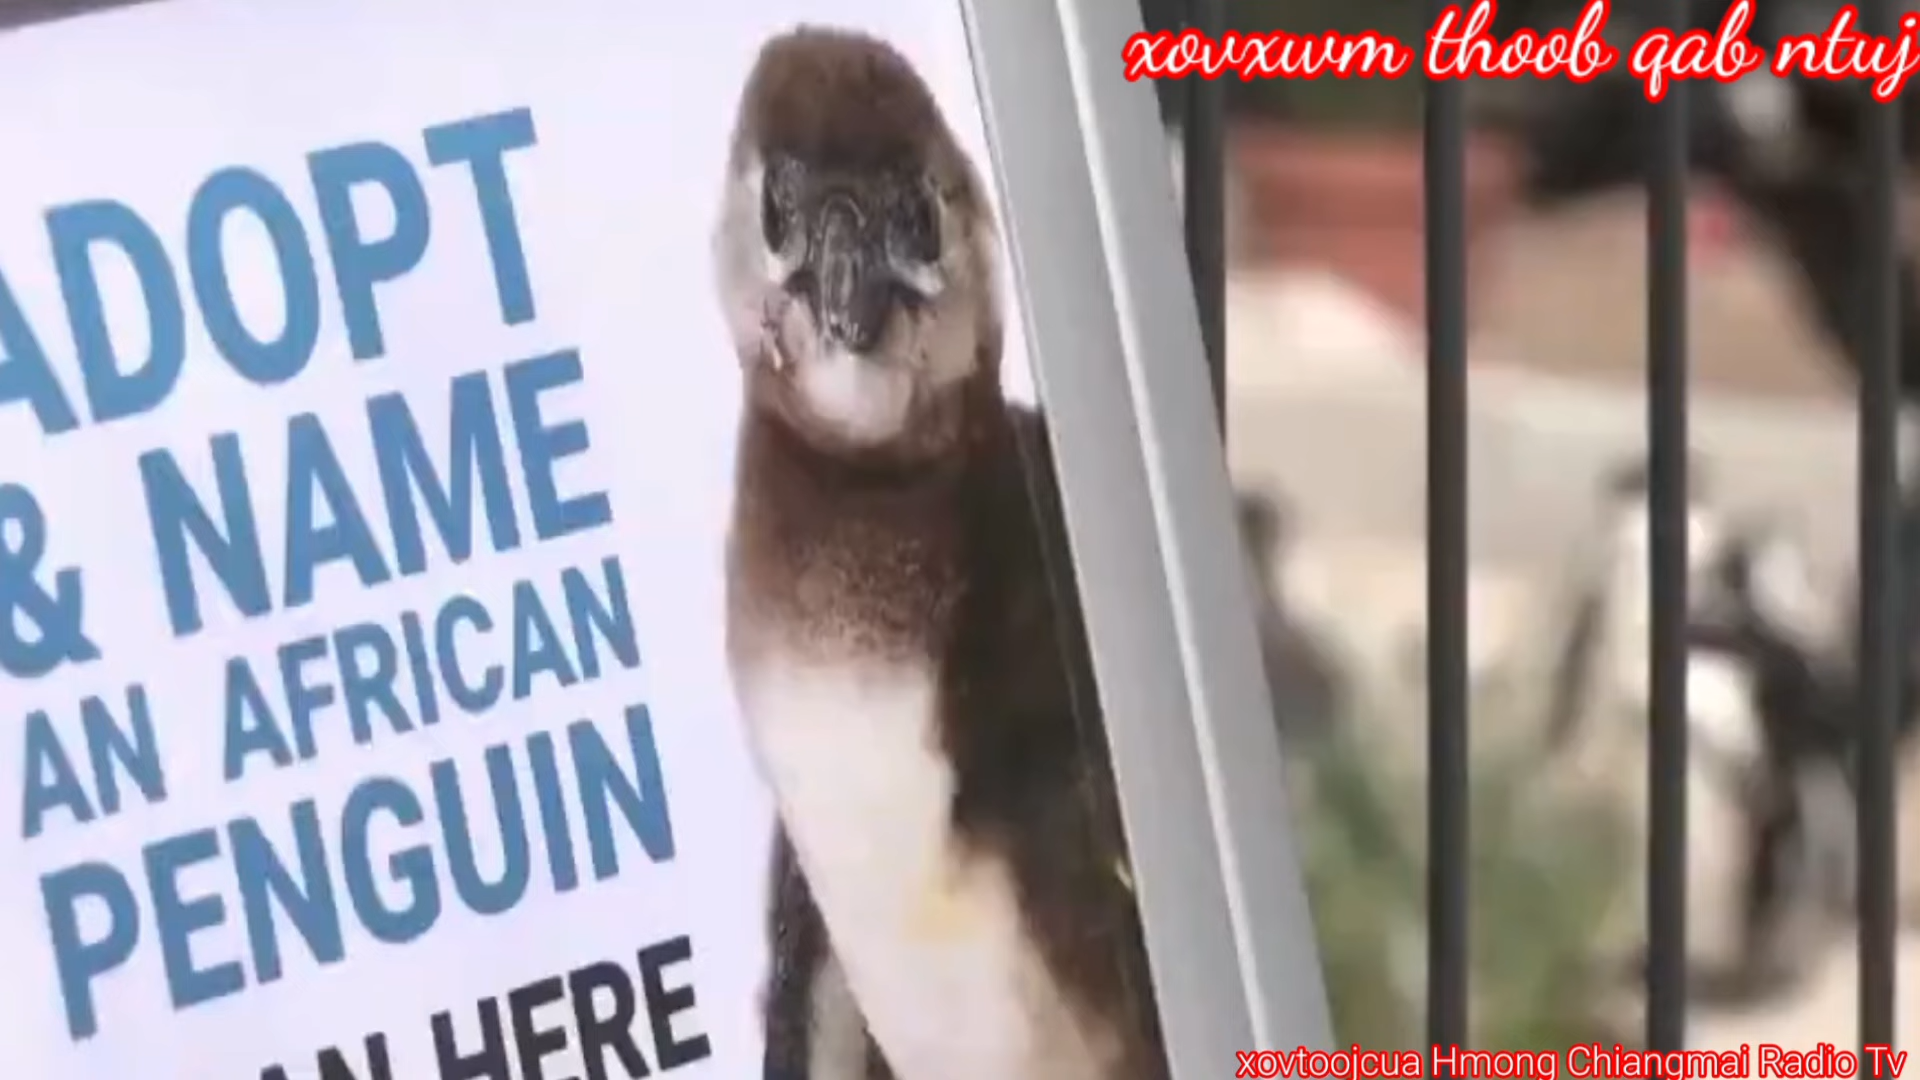 xovxwm thoob qab ntuj
ADOPT
& NAME
AN AFRICAN
PENGUIN
HERE
xovtoojcua Hmong Chiangmai Radio Tv